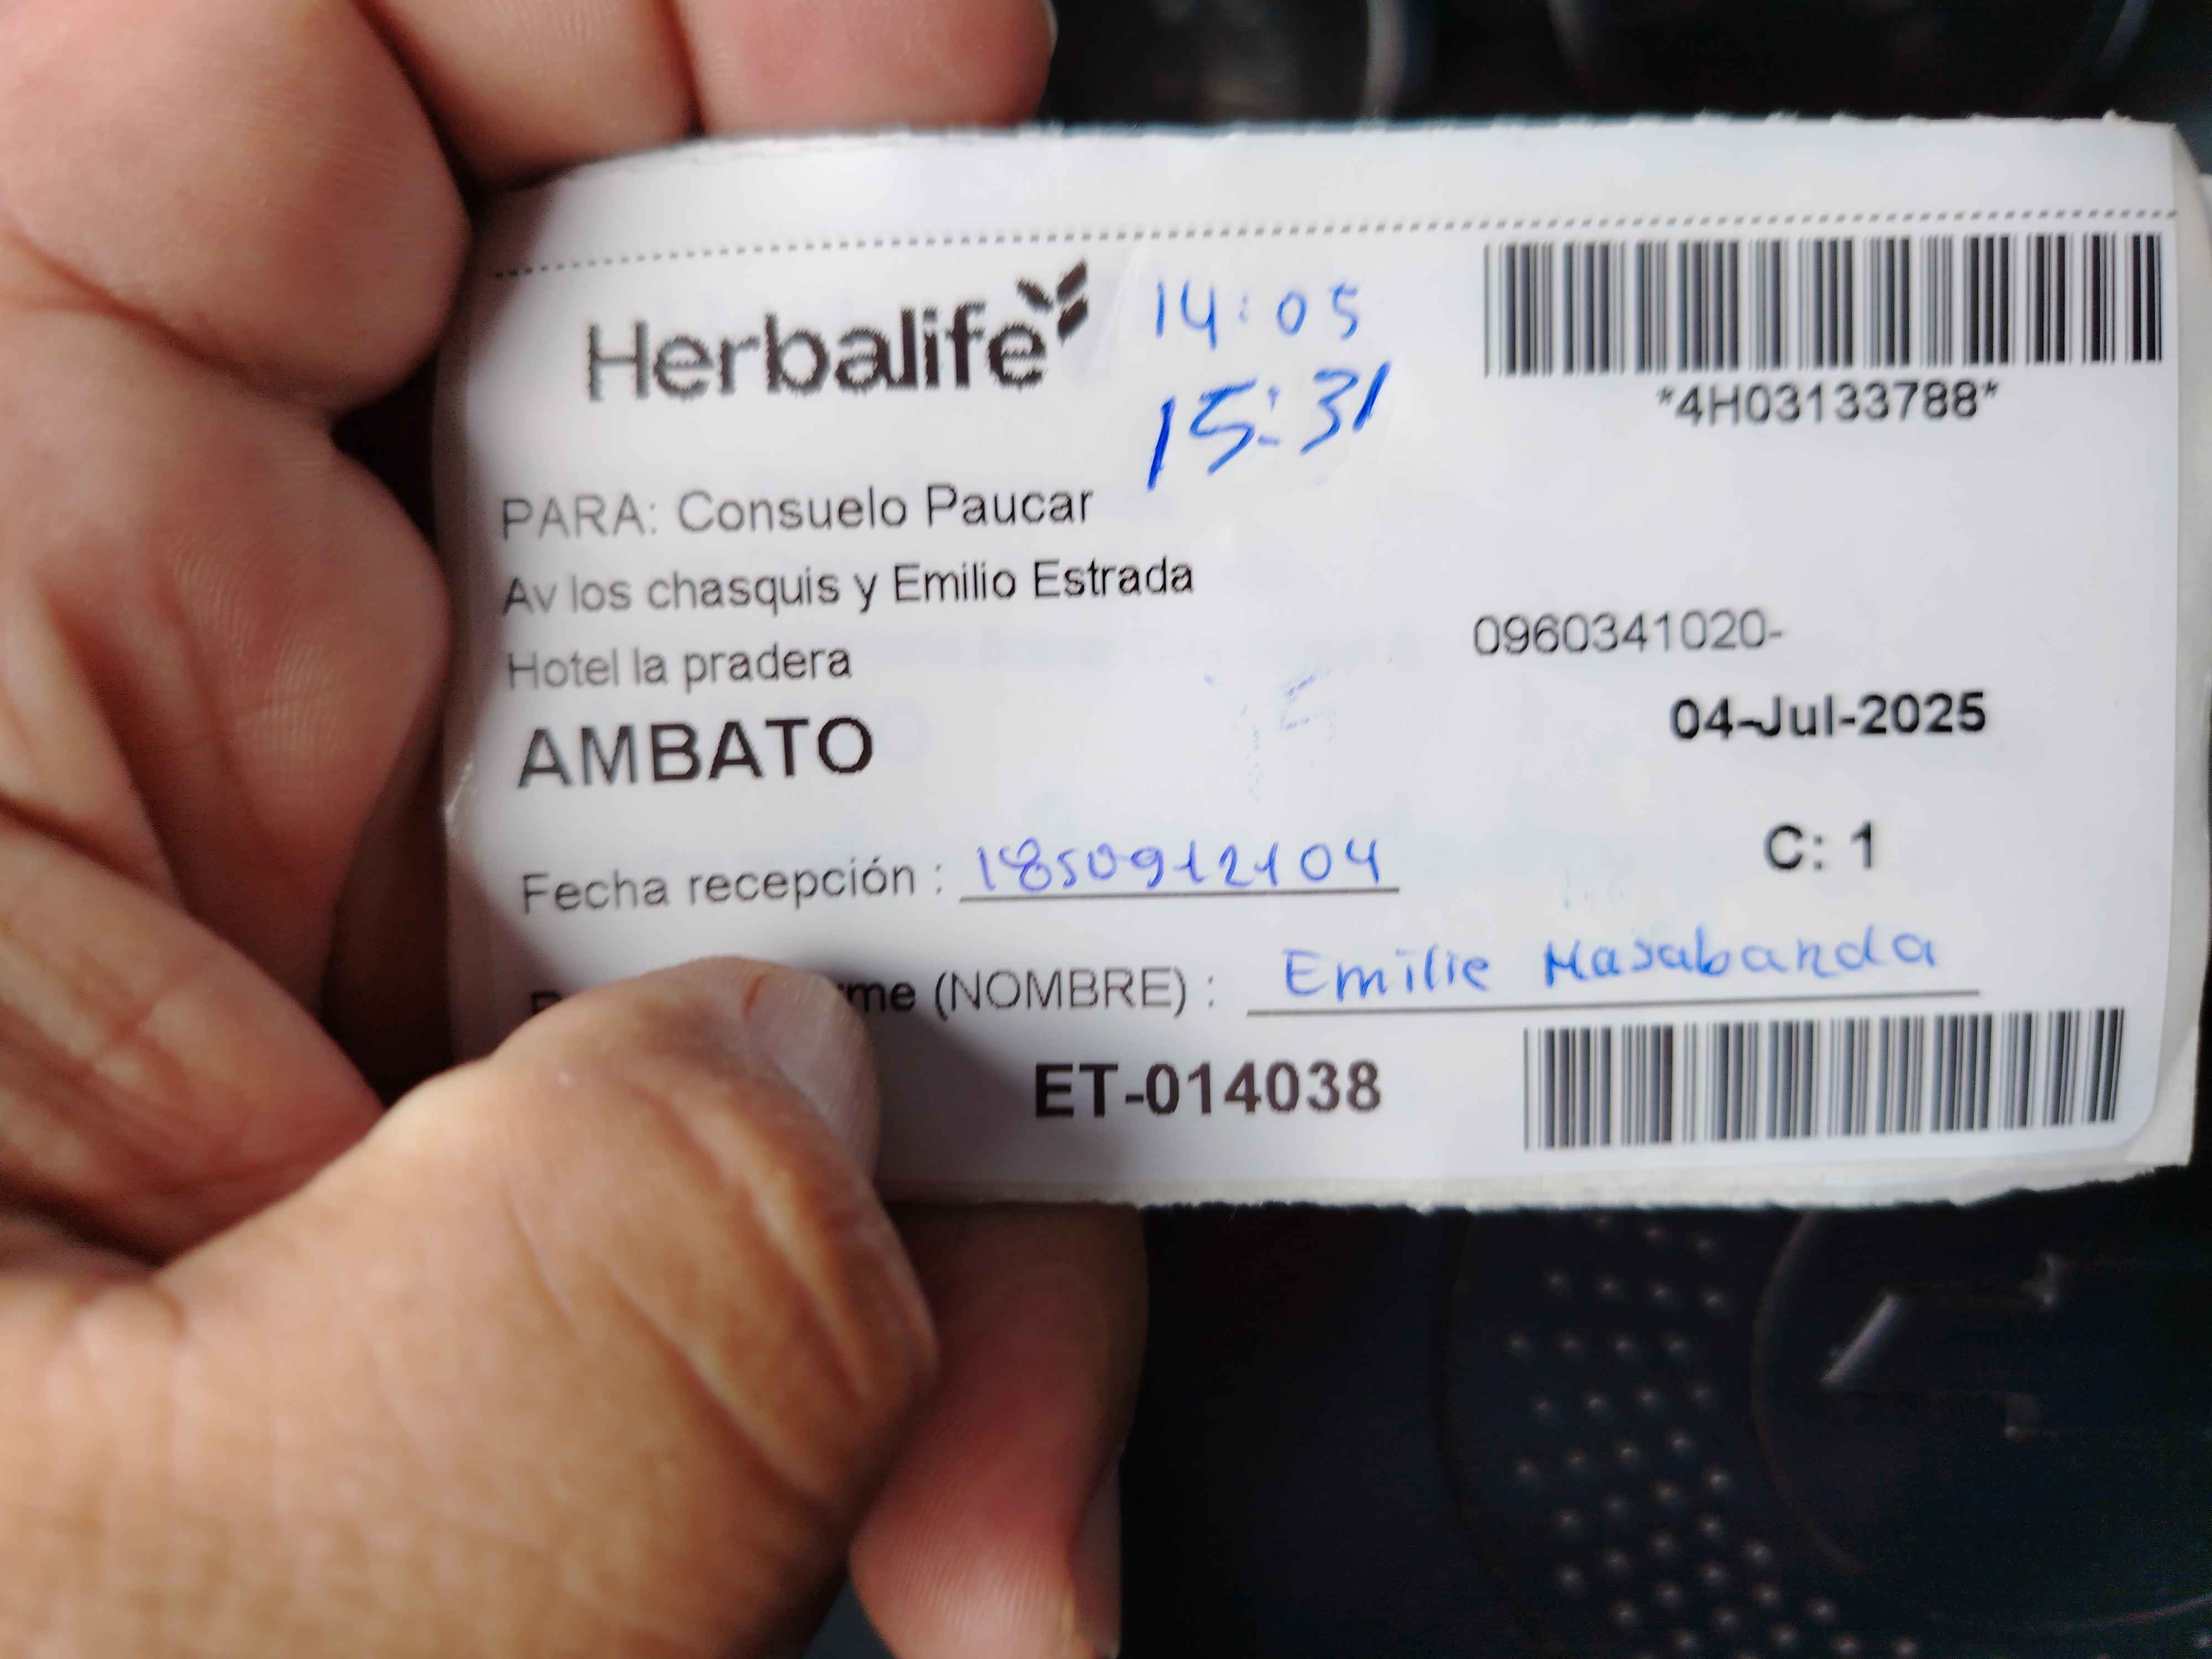 Herbalife
14:05
15:31
*4H03133788*
PARA: Consuelo Paucar
Av los chasquis y Emilio Estrada
Hotel la pradera
0960341020-
AMBATO
04-Jul-2025
C: 1
Fecha recepción : 1850912104
(NOMBRE) : Emilie Masabanda
ET-014038